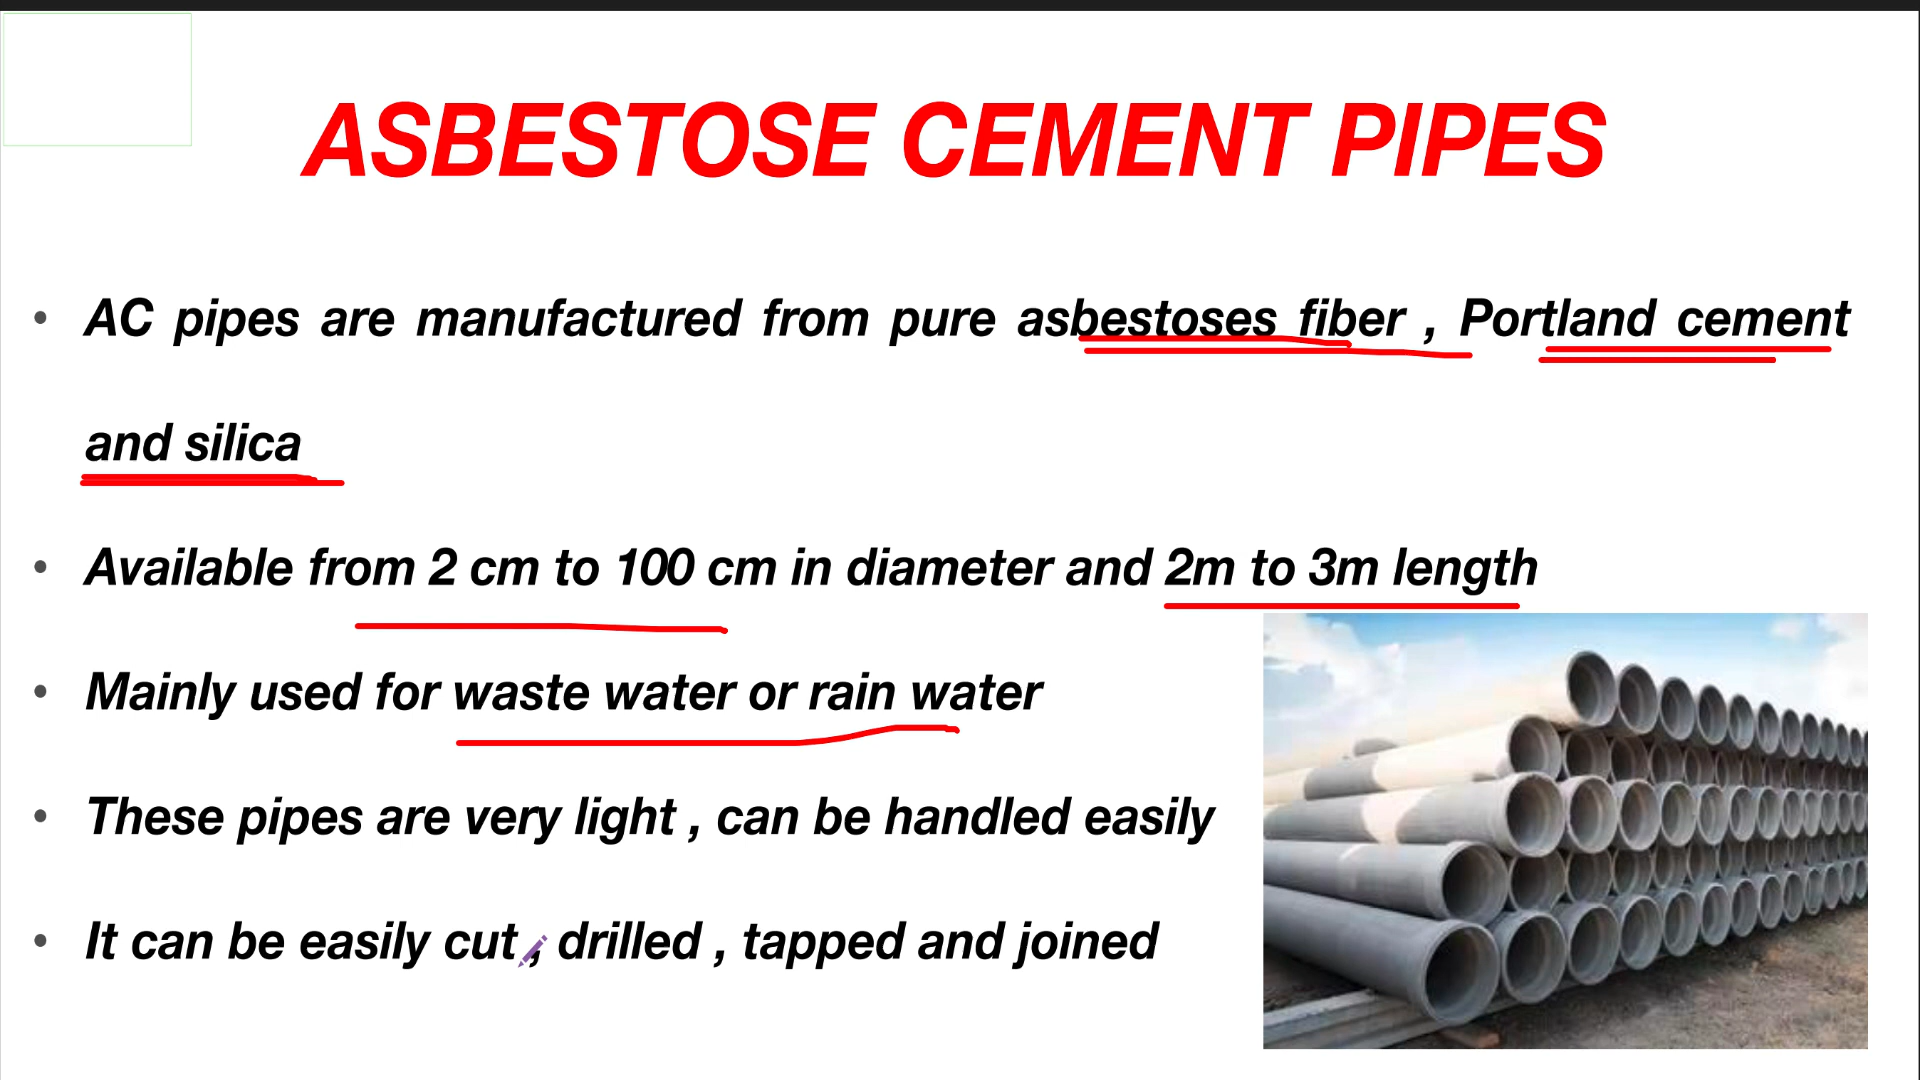 ASBESTOSE CEMENT PIPES
• AC pipes are manufactured from pure asbestoses fiber , Portland cement
and silica
• Available from 2 cm to 100 cm in diameter and 2m to 3m length
• Mainly used for waste water or rain water
• These pipes are very light , can be handled easily
• It can be easily cut , drilled , tapped and joined